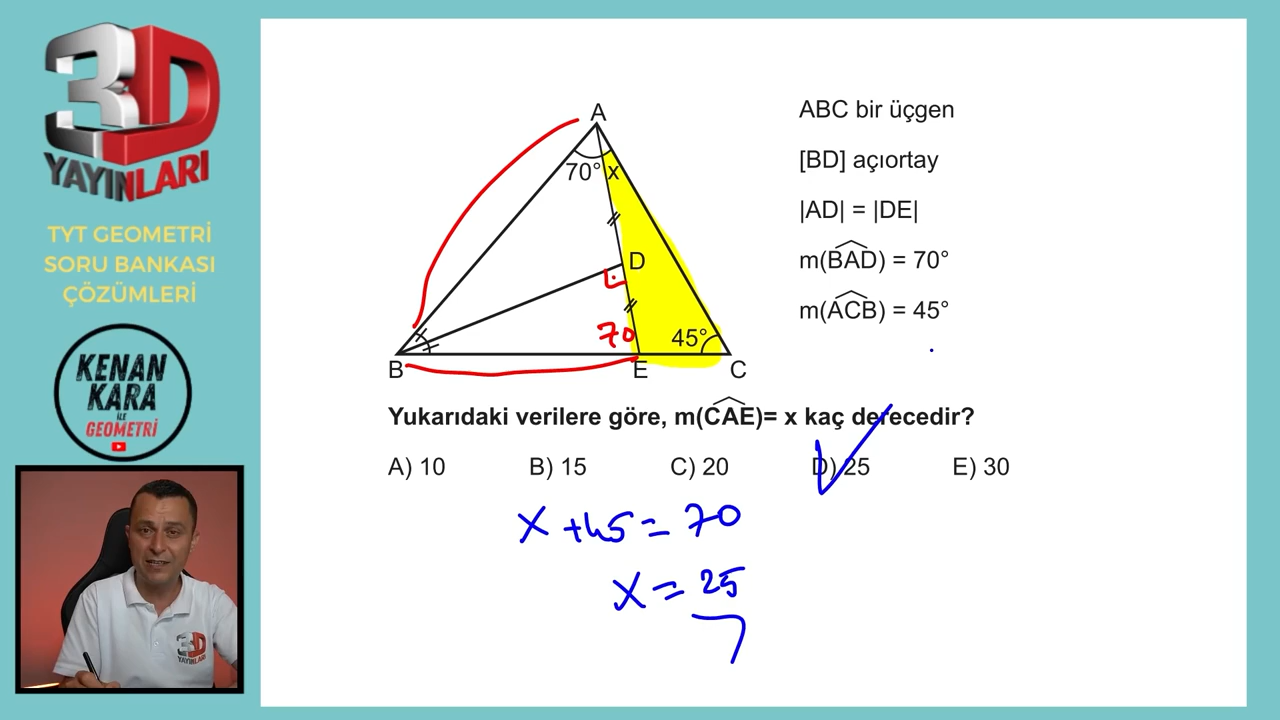 3D
YAYINLARI
TYT GEOMETRİ
SORU BANKASI
ÇÖZÜMLERİ
KENAN
KARA
İLE
GEOMETRİ
3D
YAYINLARI
A
70° x
D
70
45°
B
E
C
ABC bir üçgen
[BD] açıortay
|AD| = |DE|
m(BAD) = 70°
m(ACB) = 45°
Yukarıdaki verilere göre, m(CAE)= x kaç derecedir?
A) 10 B) 15 C) 20 D) 25 E) 30
x +45 = 70
x = 25